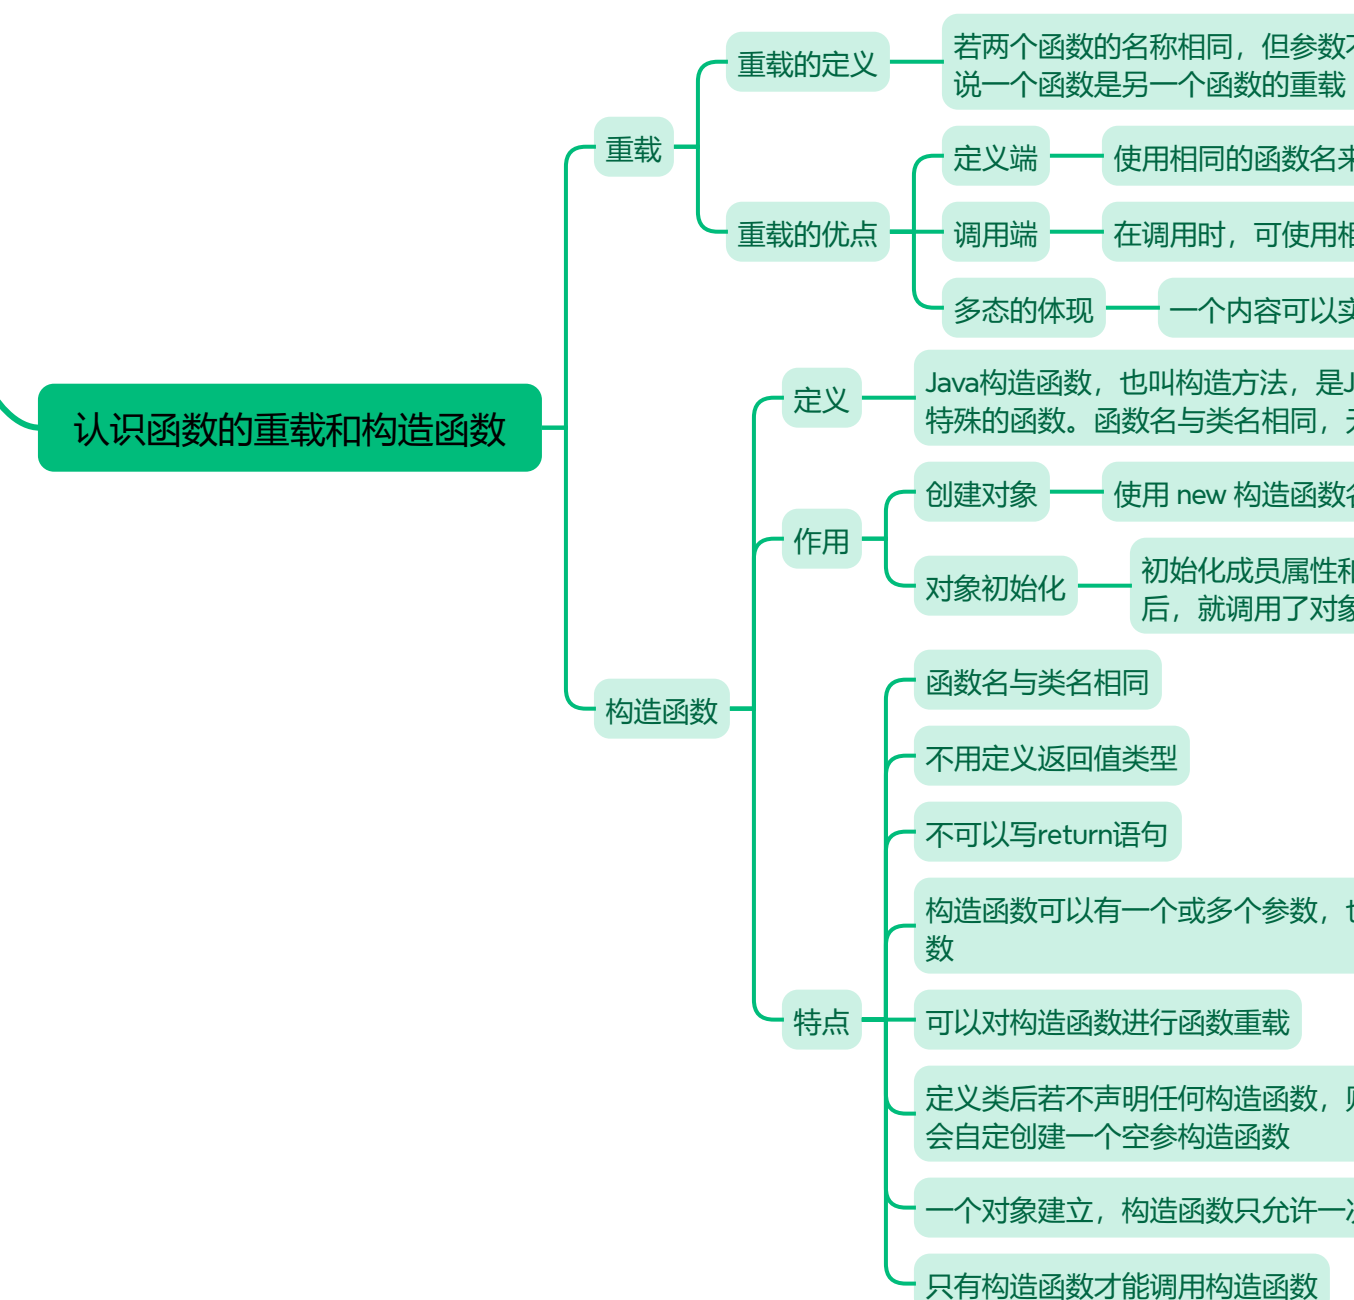 认识函数的重载和构造函数
重载
重载的定义
若两个函数的名称相同，但参数
说一个函数是另一个函数的重载
重载的优点
定义端
使用相同的函数名
调用端
在调用时，可使用
多态的体现
一个内容可以
构造函数
定义
Java构造函数，也叫构造方法，是J
特殊的函数。函数名与类名相同，
作用
创建对象
使用 new 构造函数
对象初始化
初始化成员属性和
后，就调用了对象
特点
函数名与类名相同
不用定义返回值类型
不可以写return语句
构造函数可以有一个或多个参数，
数
可以对构造函数进行函数重载
定义类后若不声明任何构造函数，
会自定创建一个空参构造函数
一个对象建立，构造函数只允许一
只有构造函数才能调用构造函数